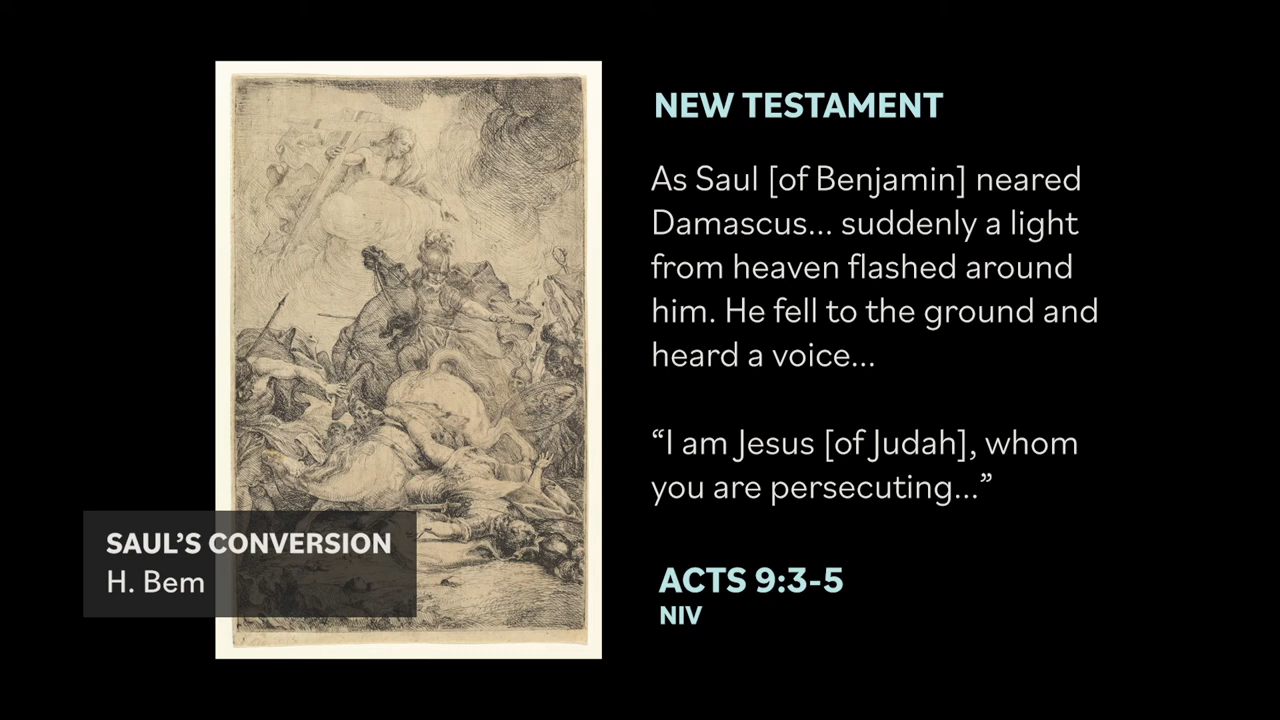 NEW TESTAMENT
As Saul [of Benjamin] neared
Damascus... suddenly a light
from heaven flashed around
him. He fell to the ground and
heard a voice...
“I am Jesus [of Judah], whom
you are persecuting...”
ACTS 9:3-5
NIV
SAUL’S CONVERSION
H. Bem